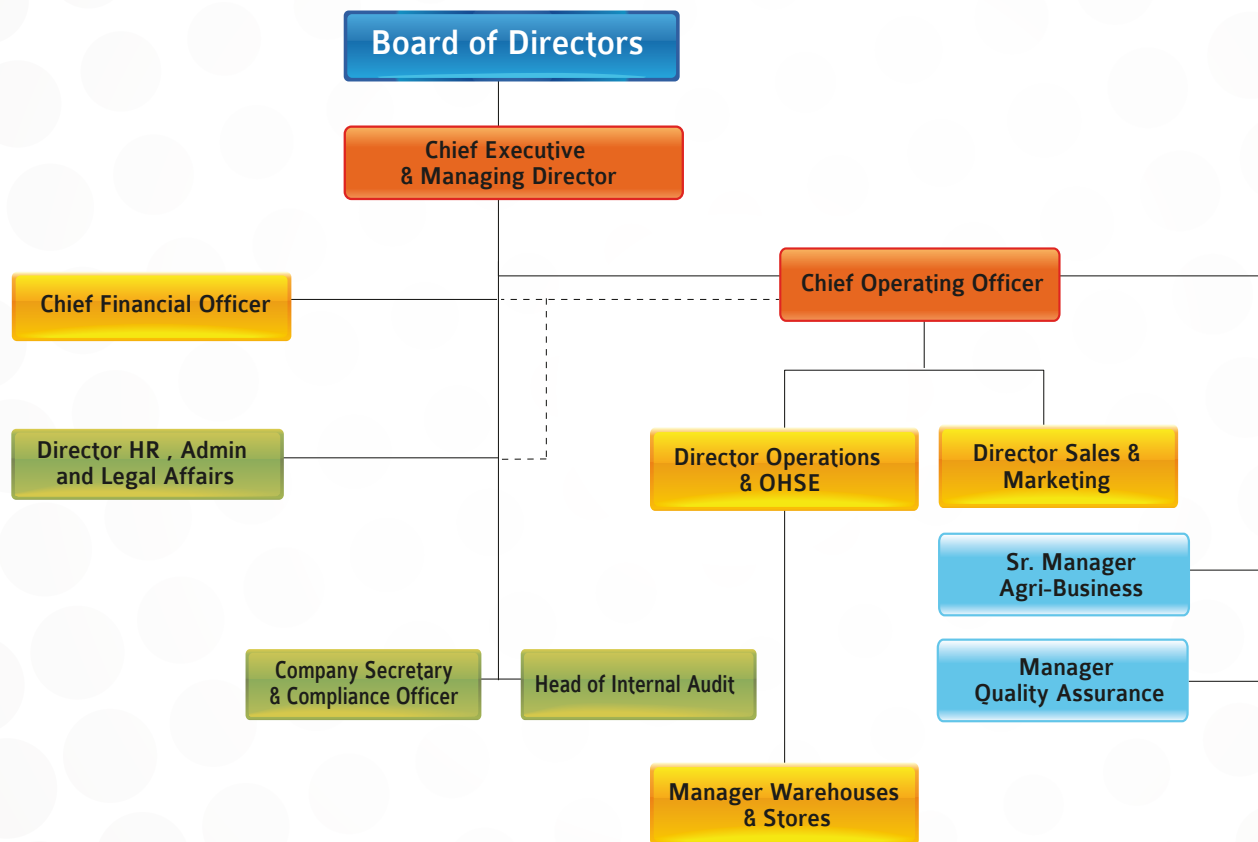 Board of Directors
Chief Executive
& Managing Director
Chief Operating Officer
Chief Financial Officer
Director HR , Admin
and Legal Affairs
Director Operations
& OHSE
Director Sales &
Marketing
Sr. Manager
Agri-Business
Company Secretary
& Compliance Officer
Head of Internal Audit
Manager
Quality Assurance
Manager Warehouses
& Stores